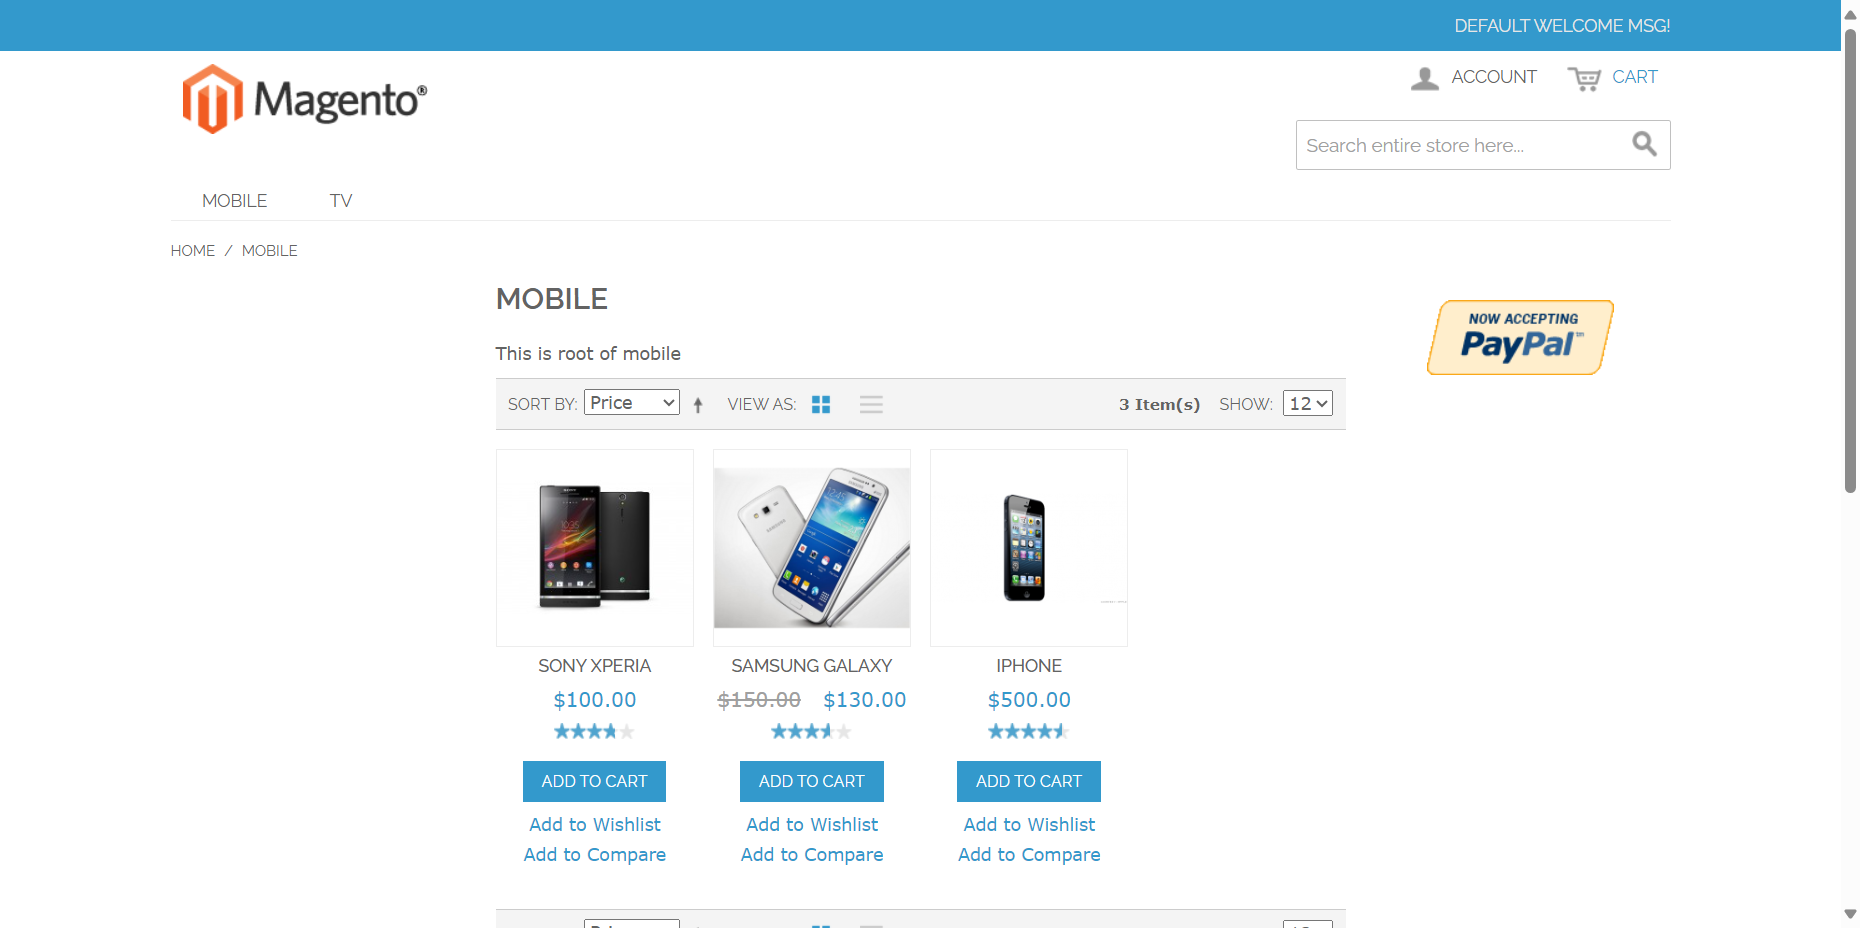 DEFAULT WELCOME MSG!
Magento®
ACCOUNT CART
Search entire store here...
MOBILE TV
HOME / MOBILE
MOBILE
NOW ACCEPTING
PayPal™
This is root of mobile
SORT BY: Price VIEW AS: 3 Item(s) SHOW: 12
SONY XPERIA SAMSUNG GALAXY IPHONE
$100.00 $150.00 $130.00 $500.00
ADD TO CART ADD TO CART ADD TO CART
Add to Wishlist Add to Wishlist Add to Wishlist
Add to Compare Add to Compare Add to Compare